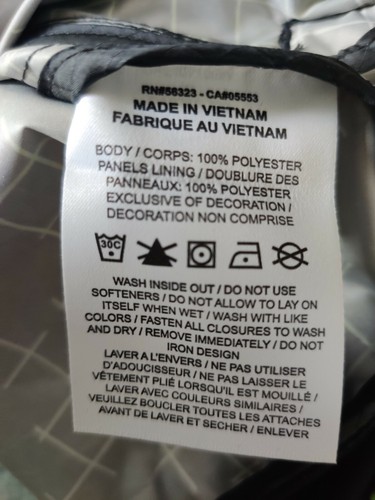 RN#56323 - CA#05553
MADE IN VIETNAM
FABRIQUE AU VIETNAM
BODY / CORPS: 100% POLYESTER
PANELS LINING / DOUBLURE DES
PANNEAUX: 100% POLYESTER
EXCLUSIVE OF DECORATION /
DECORATION NON COMPRISE
30C
WASH INSIDE OUT / DO NOT USE
SOFTENERS / DO NOT ALLOW TO LAY ON
ITSELF WHEN WET / WASH WITH LIKE
COLORS / FASTEN ALL CLOSURES TO WASH
AND DRY / REMOVE IMMEDIATELY / DO NOT
IRON DESIGN
LAVER A L'ENVERS / NE PAS UTILISER
D'ADOUCISSEUR / NE PAS LAISSER LE
VÊTEMENT PLIÉ LORSQU'IL EST MOUILLÉ /
LAVER AVEC COULEURS SIMILAIRES /
VEUILLEZ BOUCLER TOUTES LES ATTACHES
AVANT DE LAVER ET SECHER / ENLEVER